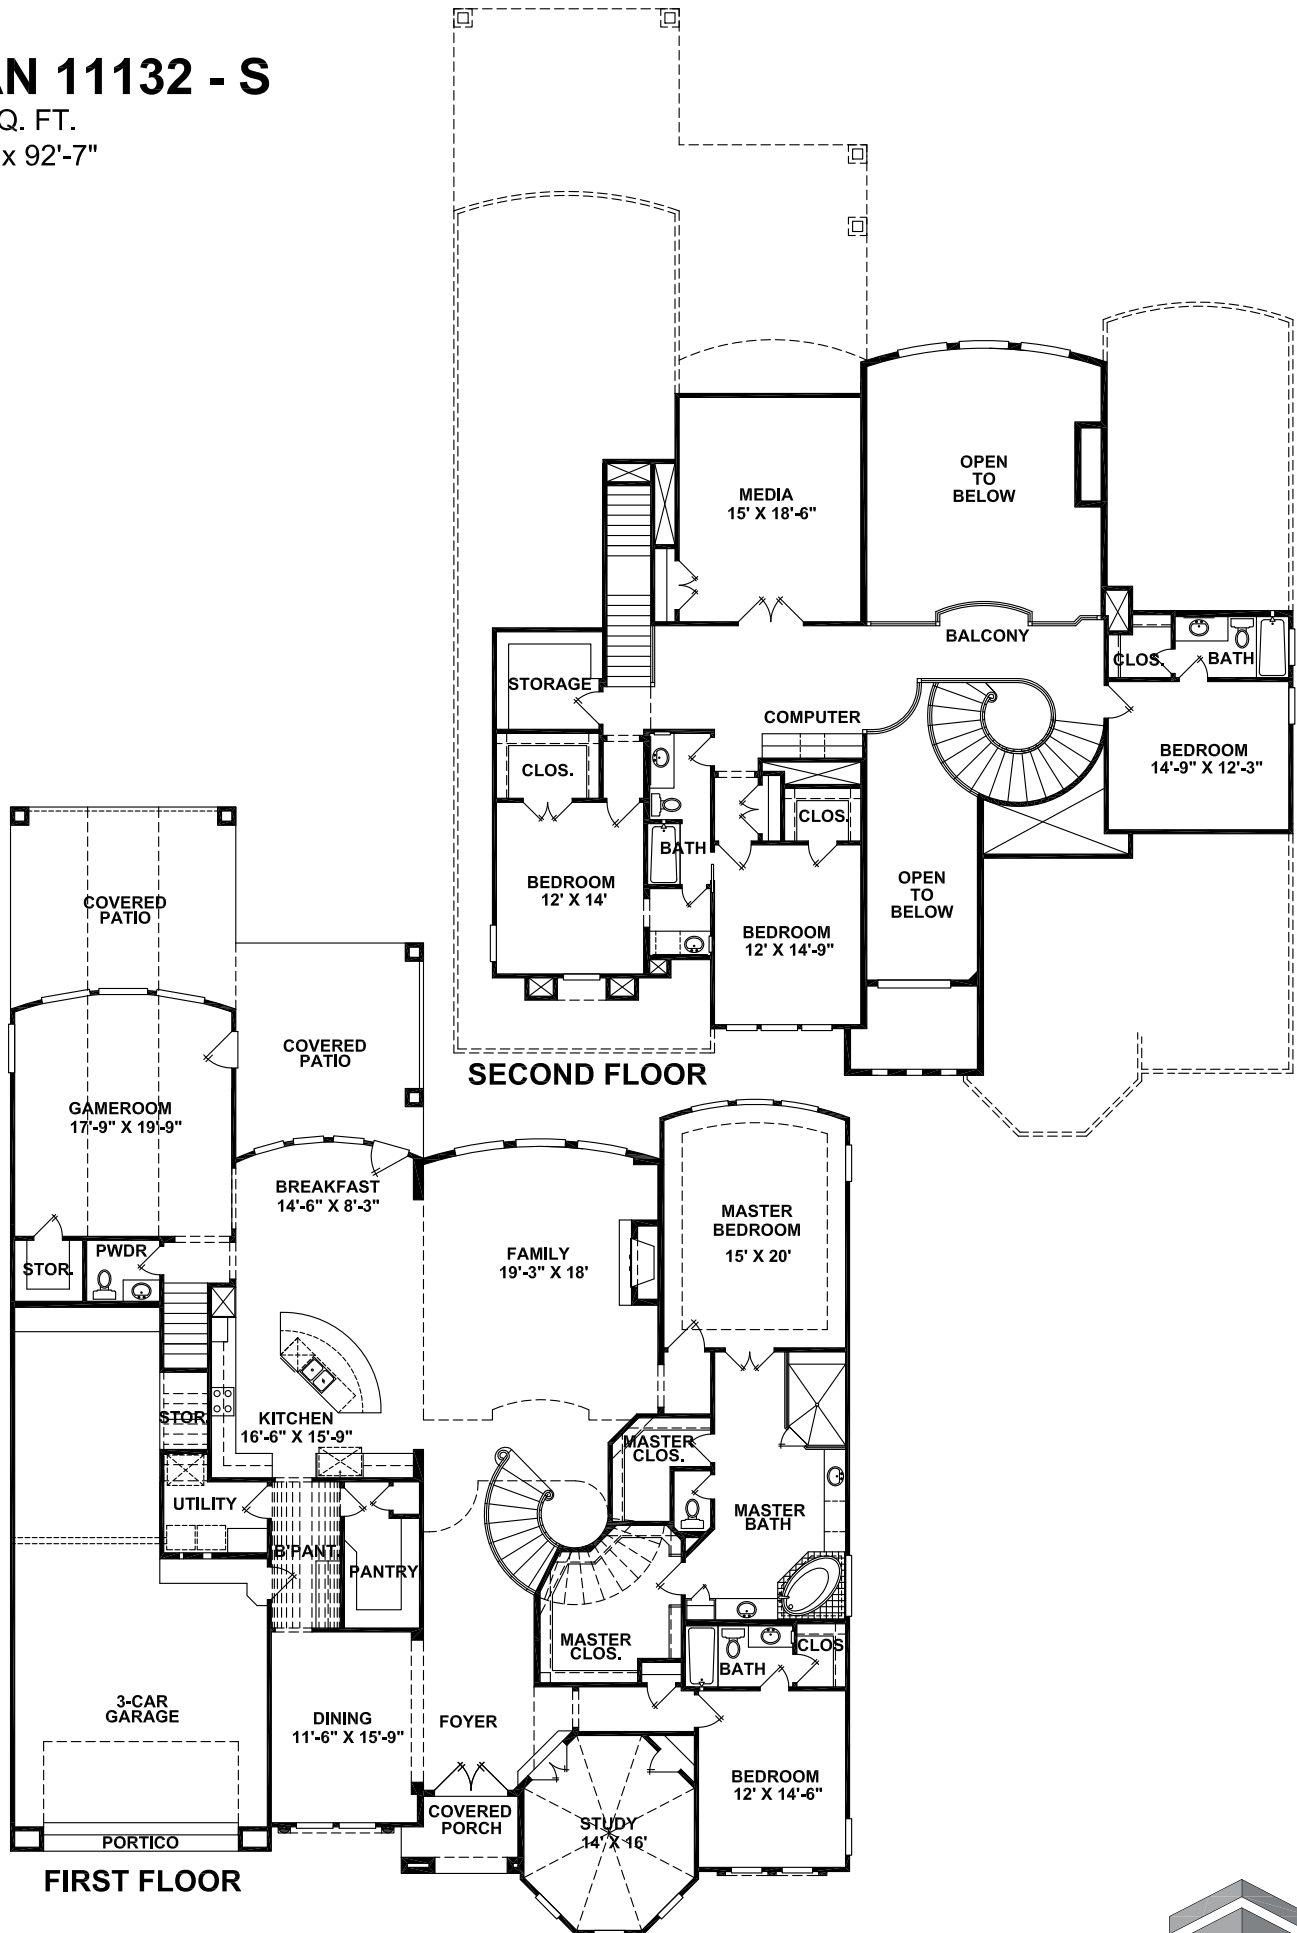 AN 11132 - S
Q. FT.
x 92'-7"
OPEN
TO
BELOW
MEDIA
15' X 18'-6"
BALCONY
CLOS.
BATH
STORAGE
COMPUTER
BEDROOM
14'-9" X 12'-3"
CLOS.
CLOS.
BATH
BEDROOM
12' X 14'
OPEN
TO
BELOW
BEDROOM
12' X 14'-9"
SECOND FLOOR
COVERED
PATIO
COVERED
PATIO
GAMEROOM
17'-9" X 19'-9"
BREAKFAST
14'-6" X 8'-3"
MASTER
BEDROOM
15' X 20'
PWDR
STOR.
FAMILY
19'-3" X 18'
STOR.
KITCHEN
16'-6" X 15'-9"
MASTER
CLOS.
UTILITY
MASTER
BATH
B'PANT.
PANTRY
MASTER
CLOS.
BATH
CLOS
3-CAR
GARAGE
DINING
11'-6" X 15'-9"
FOYER
BEDROOM
12' X 14'-6"
COVERED
PORCH
STUDY
14' X 16'
PORTICO
FIRST FLOOR